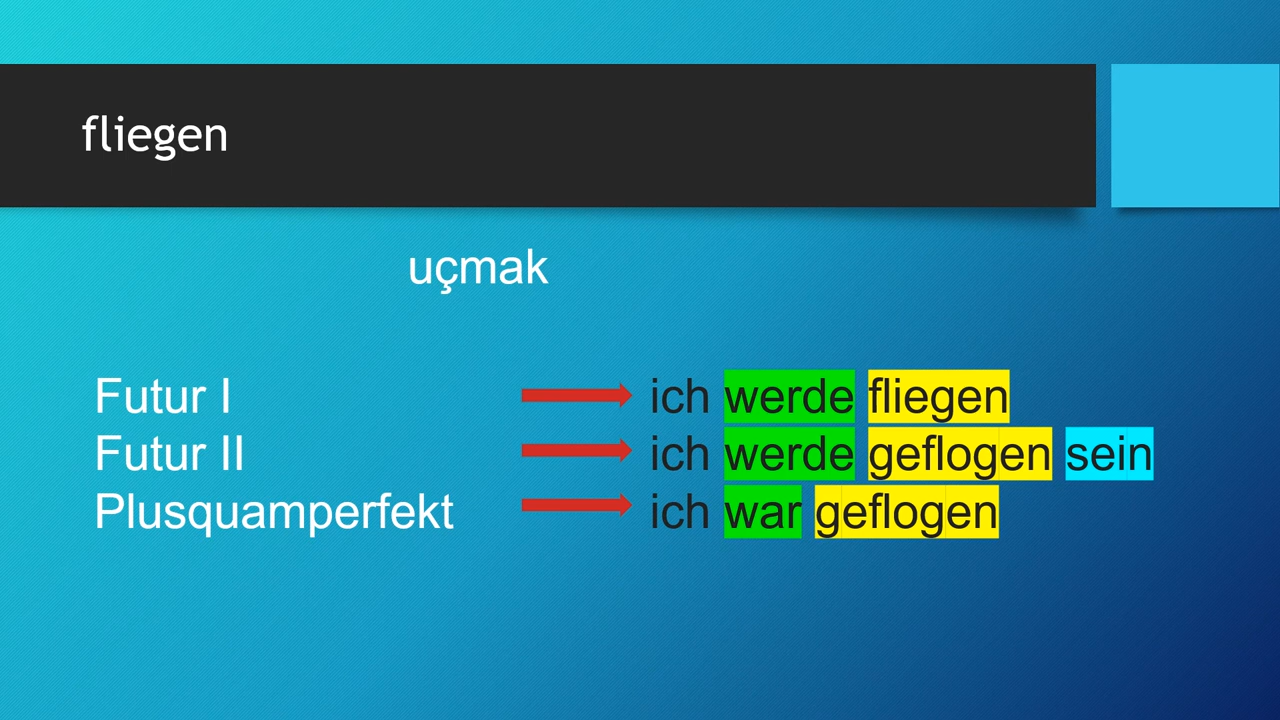 fliegen
uçmak
Futur I ich werde fliegen
Futur II ich werde geflogen sein
Plusquamperfekt ich war geflogen